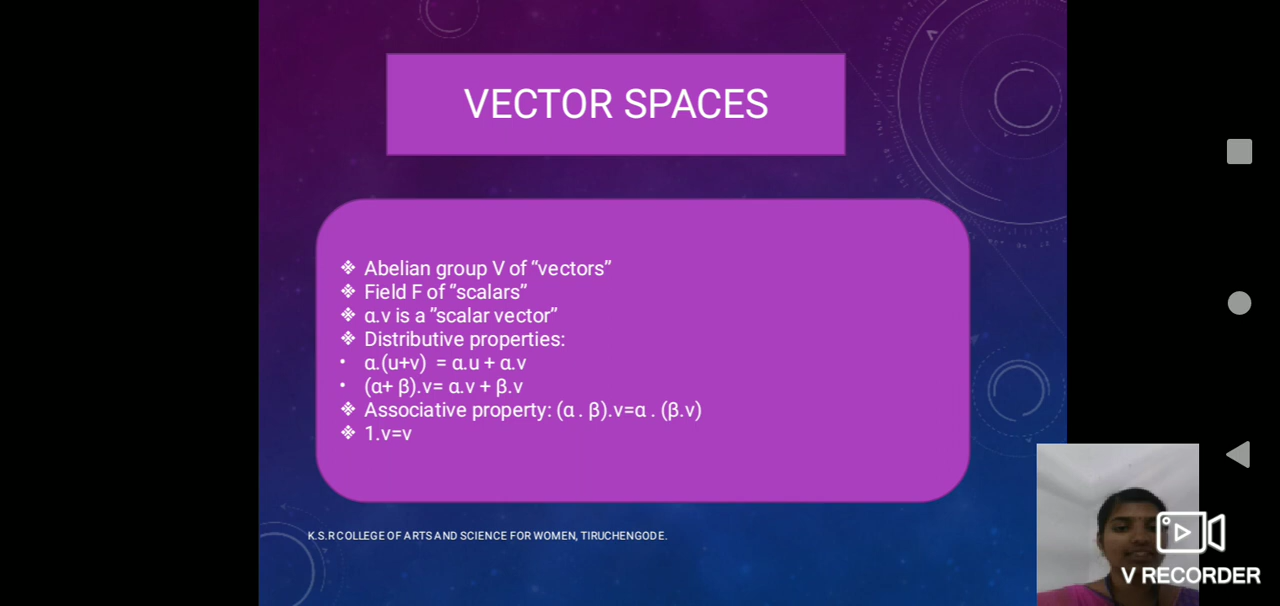 VECTOR SPACES
❖ Abelian group V of “vectors”
❖ Field F of “scalars”
❖ α.v is a ”scalar vector”
❖ Distributive properties:
• α.(u+v) = α.u + α.v
• (α+ β).v= α.v + β.v
❖ Associative property: (α . β).v=α . (β.v)
❖ 1.v=v
K.S.R COLLEGE OF ARTS AND SCIENCE FOR WOMEN, TIRUCHENGODE.
V RECORDER